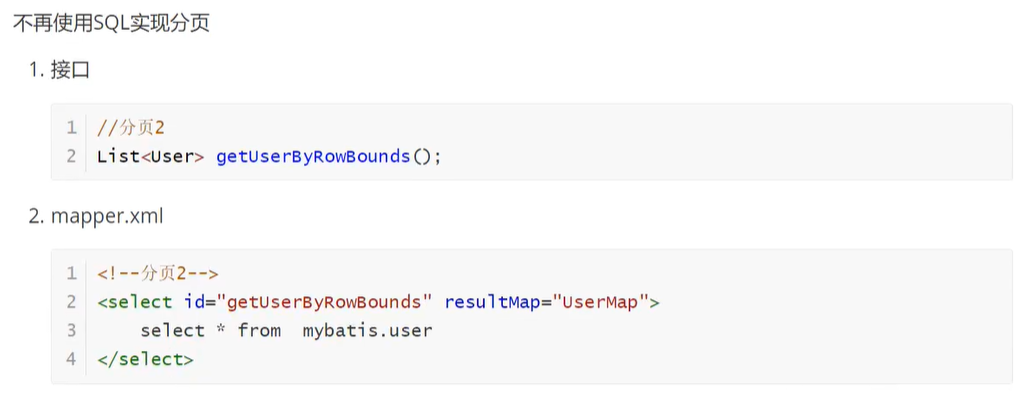 不再使用SQL实现分页
1. 接口
1 //分页2
2 List<User> getUserByRowBounds();
2. mapper.xml
1 <!--分页2-->
2 <select id="getUserByRowBounds" resultMap="UserMap">
3     select * from  mybatis.user
4 </select>